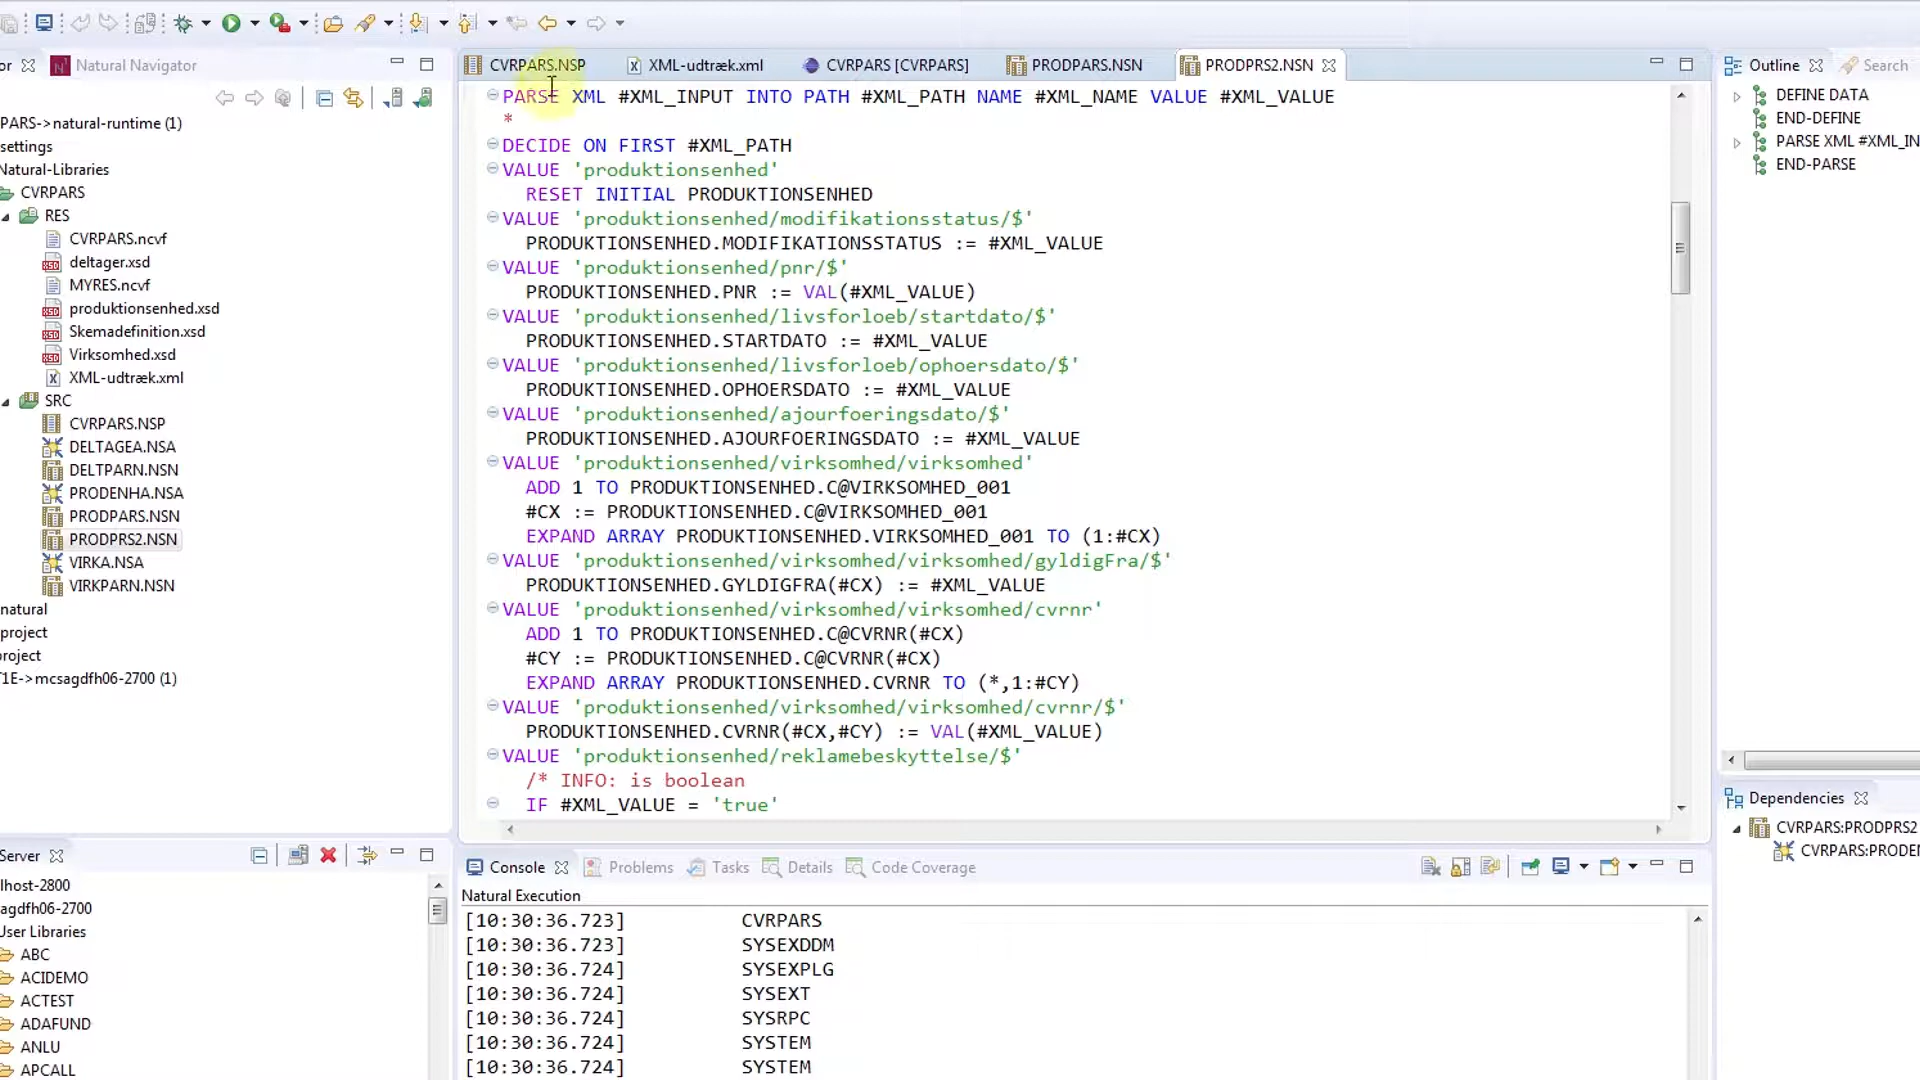 or
Natural Navigator
PARS->natural-runtime (1)
settings
Natural-Libraries
CVRPARS
RES
CVRPARS.ncvf
deltager.xsd
MYRES.ncvf
produktionsenhed.xsd
Skemadefinition.xsd
Virksomhed.xsd
XML-udtræk.xml
SRC
CVRPARS.NSP
DELTAGEA.NSA
DELTPARN.NSN
PRODENHA.NSA
PRODPARS.NSN
PRODPRS2.NSN
VIRKA.NSA
VIRKPARN.NSN
natural
project
roject
1E->mcsagdfh06-2700 (1)
Server
lhost-2800
agdfh06-2700
User Libraries
ABC
ACIDEMO
ACTEST
ADAFUND
ANLU
APCALL
CVRPARS.NSP XML-udtræk.xml CVRPARS [CVRPARS] PRODPARS.NSN PRODPRS2.NSN
PARSE XML #XML_INPUT INTO PATH #XML_PATH NAME #XML_NAME VALUE #XML_VALUE
*
DECIDE ON FIRST #XML_PATH
VALUE 'produktionsenhed'
RESET INITIAL PRODUKTIONSENHED
VALUE 'produktionsenhed/modifikationsstatus/$'
PRODUKTIONSENHED.MODIFIKATIONSSTATUS := #XML_VALUE
VALUE 'produktionsenhed/pnr/$'
PRODUKTIONSENHED.PNR := VAL(#XML_VALUE)
VALUE 'produktionsenhed/livsforloeb/startdato/$'
PRODUKTIONSENHED.STARTDATO := #XML_VALUE
VALUE 'produktionsenhed/livsforloeb/ophoersdato/$'
PRODUKTIONSENHED.OPHOERSDATO := #XML_VALUE
VALUE 'produktionsenhed/ajourfoeringsdato/$'
PRODUKTIONSENHED.AJOURFOERINGSDATO := #XML_VALUE
VALUE 'produktionsenhed/virksomhed/virksomhed'
ADD 1 TO PRODUKTIONSENHED.C@VIRKSOMHED_001
#CX := PRODUKTIONSENHED.C@VIRKSOMHED_001
EXPAND ARRAY PRODUKTIONSENHED.VIRKSOMHED_001 TO (1:#CX)
VALUE 'produktionsenhed/virksomhed/virksomhed/gyldigFra/$'
PRODUKTIONSENHED.GYLDIGFRA(#CX) := #XML_VALUE
VALUE 'produktionsenhed/virksomhed/virksomhed/cvrnr'
ADD 1 TO PRODUKTIONSENHED.C@CVRNR(#CX)
#CY := PRODUKTIONSENHED.C@CVRNR(#CX)
EXPAND ARRAY PRODUKTIONSENHED.CVRNR TO (*,1:#CY)
VALUE 'produktionsenhed/virksomhed/virksomhed/cvrnr/$'
PRODUKTIONSENHED.CVRNR(#CX,#CY) := VAL(#XML_VALUE)
VALUE 'produktionsenhed/reklamebeskyttelse/$'
/* INFO: is boolean
IF #XML_VALUE = 'true'
Console Problems Tasks Details Code Coverage
Natural Execution
[10:30:36.723] CVRPARS
[10:30:36.723] SYSEXDDM
[10:30:36.724] SYSEXPLG
[10:30:36.724] SYSEXT
[10:30:36.724] SYSRPC
[10:30:36.724] SYSTEM
[10:30:36.724] SYSTEM
Outline Search
DEFINE DATA
END-DEFINE
PARSE XML #XML_IN
END-PARSE
Dependencies
CVRPARS:PRODPRS2
CVRPARS:PRODEN